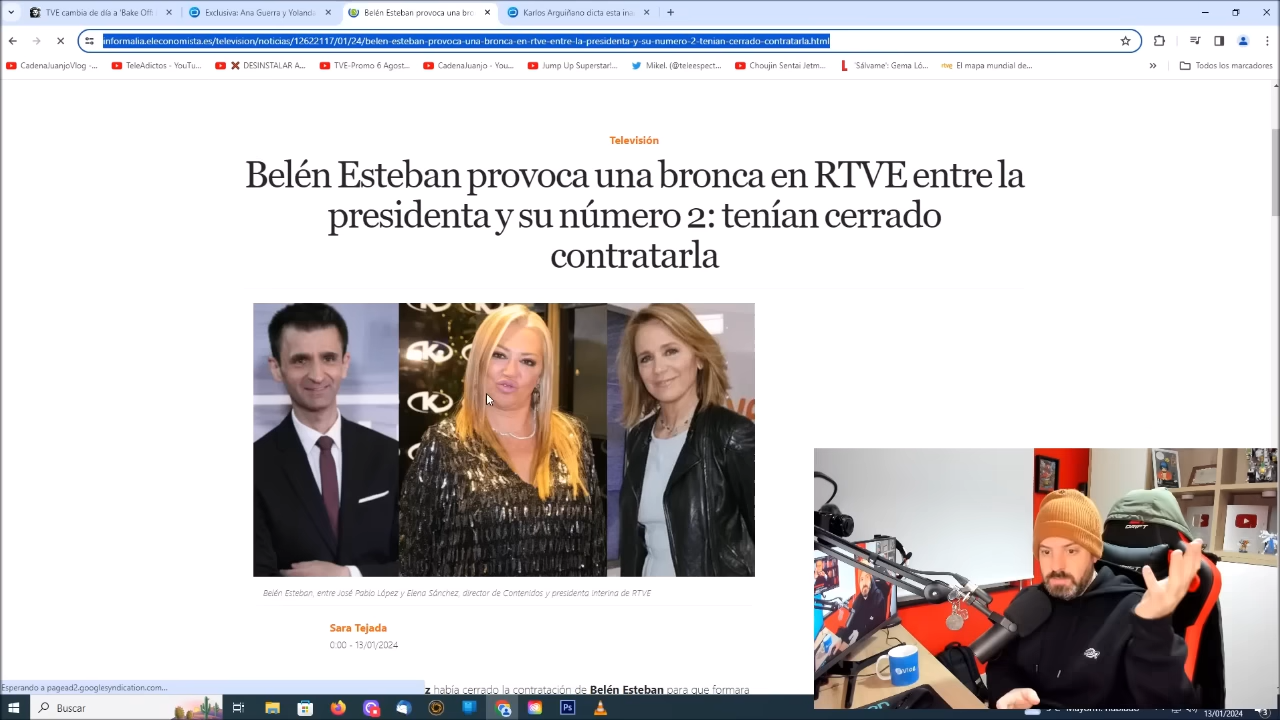 TVE cambia de día a 'Bake Off
Exclusiva: Ana Guerra y Yolanda
Belén Esteban provoca una bro
Karlos Arguiñano dicta esta ina
informalia.eleconomista.es/television/noticias/12622117/01/24/belen-esteban-provoca-una-bronca-en-rtve-entre-la-presidenta-y-su-numero-2-tenian-cerrado-contratarla.html
CadenaJuanjoVlog -...
TeleAdictos - YouTu...
DESINSTALAR A...
TVE-Promo 6 Agost...
CadenaJuanjo - You...
Jump Up Superstar!...
Mikel. (@teleespect...
Choujin Sentai Jetm...
'Sálvame': Gema Ló...
rtve El mapa mundial de...
Todos los marcadores
Televisión
Belén Esteban provoca una bronca en RTVE entre la
presidenta y su número 2: tenían cerrado
contratarla
Belén Esteban, entre José Pablo López y Elena Sánchez, director de Contenidos y presidenta interina de RTVE
Sara Tejada
0:00 - 13/01/2024
Esperando a pagead2.googlesyndication.com...
z había cerrado la contratación de Belén Esteban para que formara
DRIFT
Buscar
13/01/2024